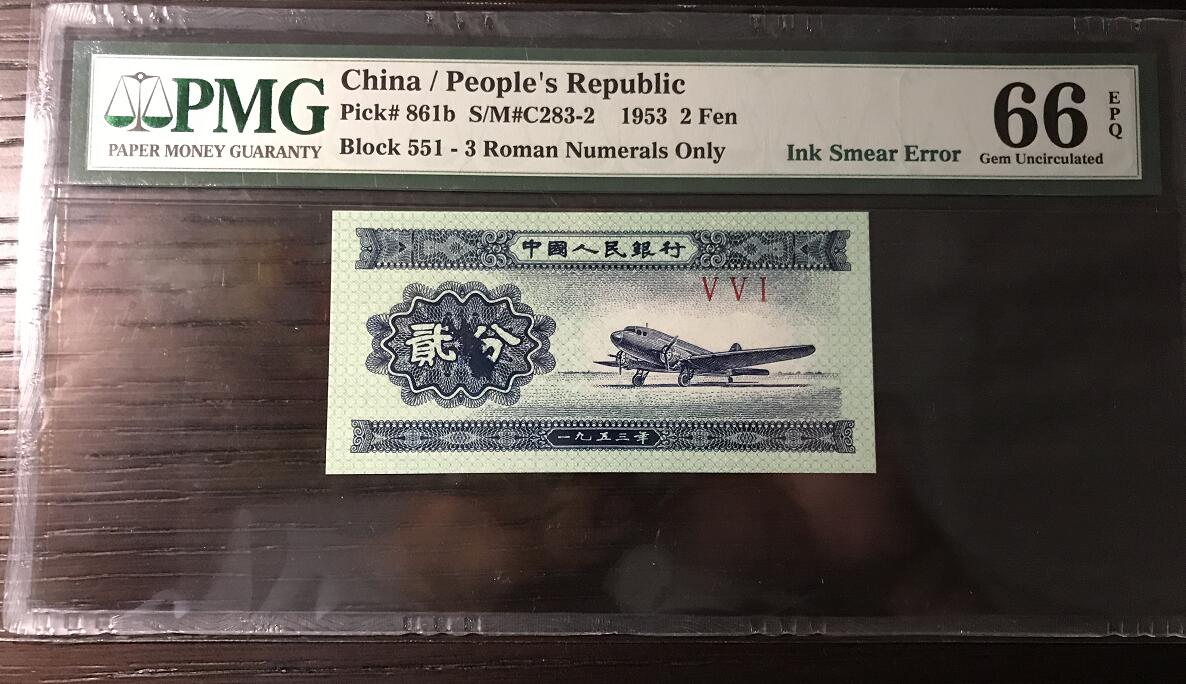 PMG
PAPER MONEY GUARANTY
China / People's Republic
Pick# 861b S/M#C283-2 1953 2 Fen
Block 551 - 3 Roman Numerals Only
Ink Smear Error
66 EPQ
Gem Uncirculated
中國人民銀行
V V I
貳分
一九五三年